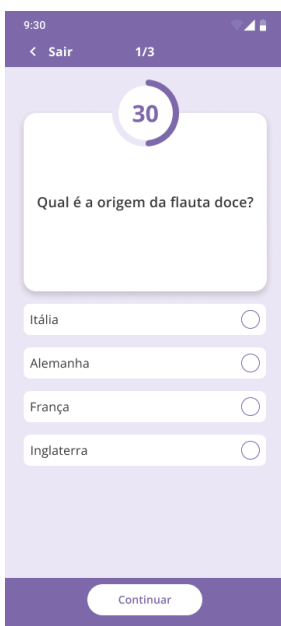 9:30
Sair 1/3
30
Qual é a origem da flauta doce?
Itália
Alemanha
França
Inglaterra
Continuar